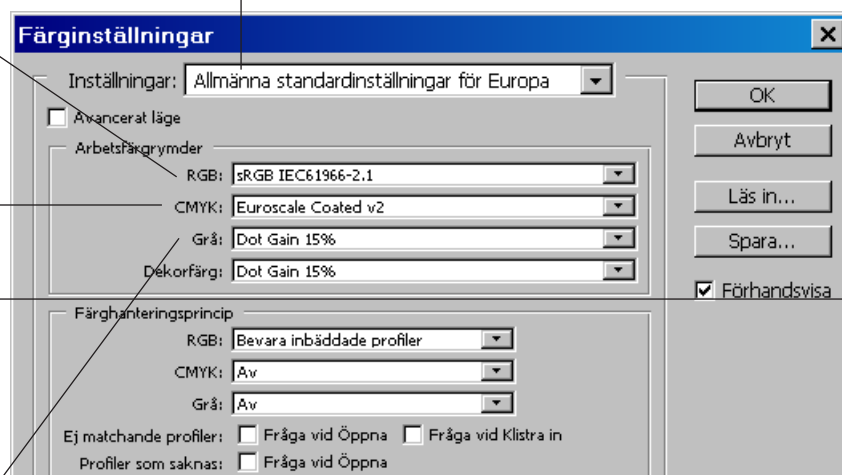 Färginställningar
Inställningar: Allmänna standardinställningar för Europa
OK
Avancerat läge
Avbryt
Arbetsfärgrymder
RGB: sRGB IEC61966-2.1
CMYK: Euroscale Coated v2
Läs in...
Grå: Dot Gain 15%
Spara...
Dekorfärg: Dot Gain 15%
Förhandsvisa
Färghanteringsprincip
RGB: Bevara inbäddade profiler
CMYK: Av
Grå: Av
Ej matchande profiler: Fråga vid Öppna Fråga vid Klistra in
Profiler som saknas: Fråga vid Öppna